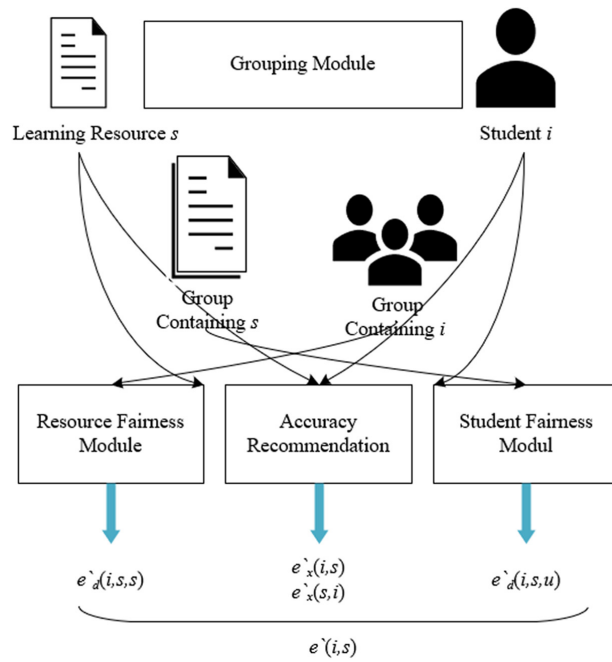 Grouping Module
Learning Resource s
Student i
Group
Containing s
Group
Containing i
Resource Fairness
Module
Accuracy
Recommendation
Student Fairness
Modul
e`d(i,s,s)
e`x(i,s)
e`x(s,i)
e`d(i,s,u)
e`(i,s)